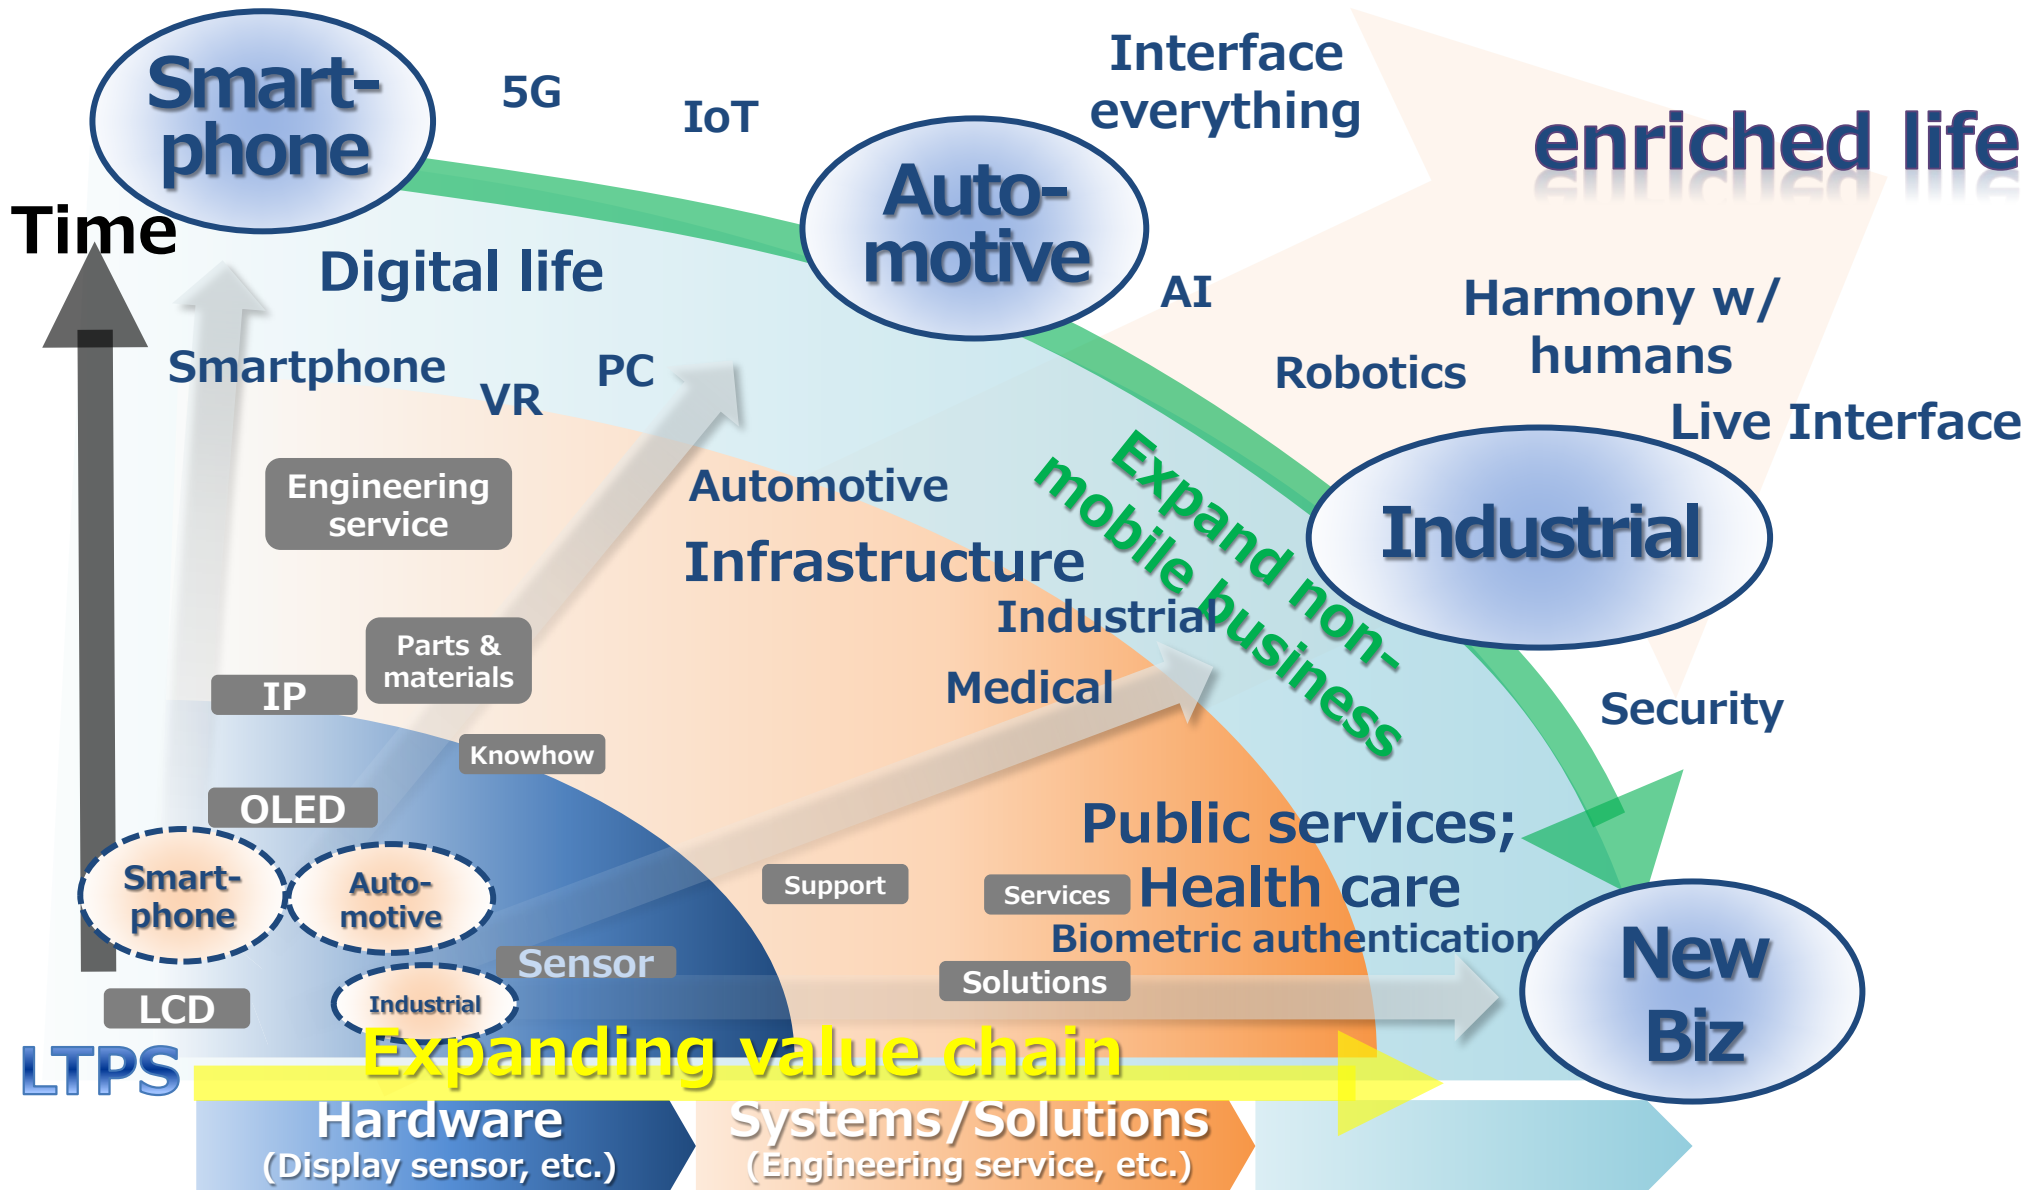 Smart-
phone
5G
IoT
Interface
everything
enriched life
Auto-
motive
Time
Digital life
AI
Harmony w/
humans
Smartphone
VR
PC
Robotics
Live Interface
Engineering
service
Automotive
Infrastructure
Expand non-
mobile business
Industrial
Industrial
Medical
Parts &
materials
IP
Knowhow
Security
OLED
Public services;
Health care
Biometric authentication
Smart-
phone
Auto-
motive
Support
Services
Sensor
Solutions
New
Biz
LCD
Industrial
LTPS
Expanding value chain
Hardware
(Display sensor, etc.)
Systems/Solutions
(Engineering service, etc.)